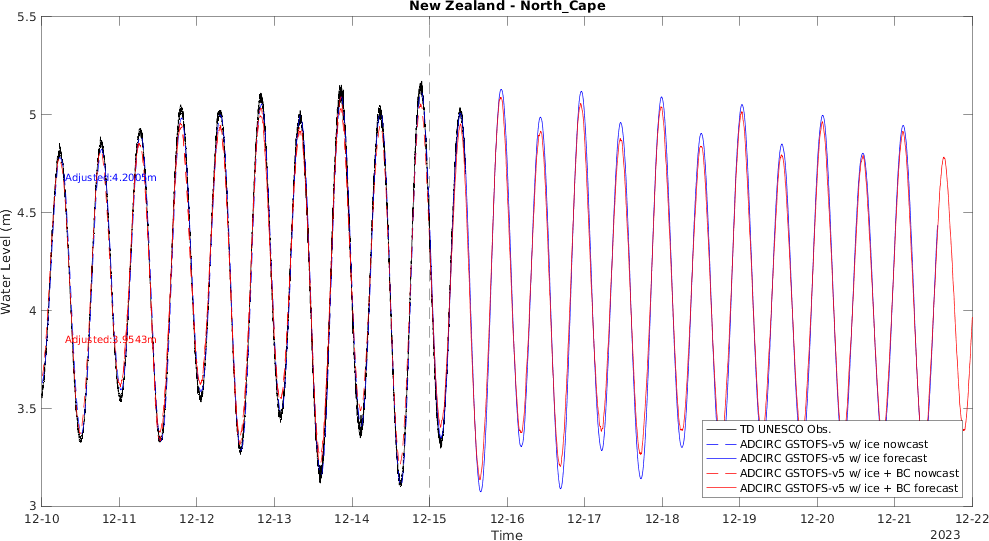 New Zealand - North_Cape
5.5
5
4.5
4
3.5
3
Water Level (m)
Adjusted:4.2005m
Adjusted:3.9543m
TD UNESCO Obs.
ADCIRC GSTOFS-v5 w/ ice nowcast
ADCIRC GSTOFS-v5 w/ ice forecast
ADCIRC GSTOFS-v5 w/ ice + BC nowcast
ADCIRC GSTOFS-v5 w/ ice + BC forecast
12-10 12-11 12-12 12-13 12-14 12-15 12-16 12-17 12-18 12-19 12-20 12-21 12-22
Time
2023